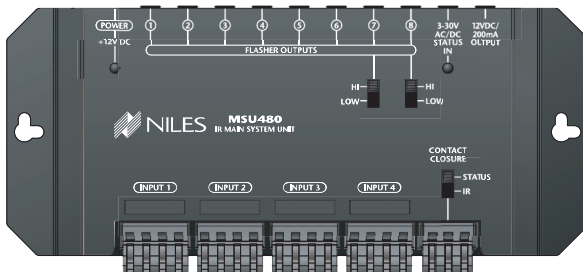 POWER
+12V DC
1 2 3 4 5 6 7 8
FLASHER OUTPUTS
3-30V
AC/DC
STATUS
IN
12VDC/
200mA
OUTPUT
HI
LOW
HI
LOW
NILES
MSU480
IR MAIN SYSTEM UNIT
CONTACT
CLOSURE
STATUS
IR
INPUT 1
INPUT 2
INPUT 3
INPUT 4